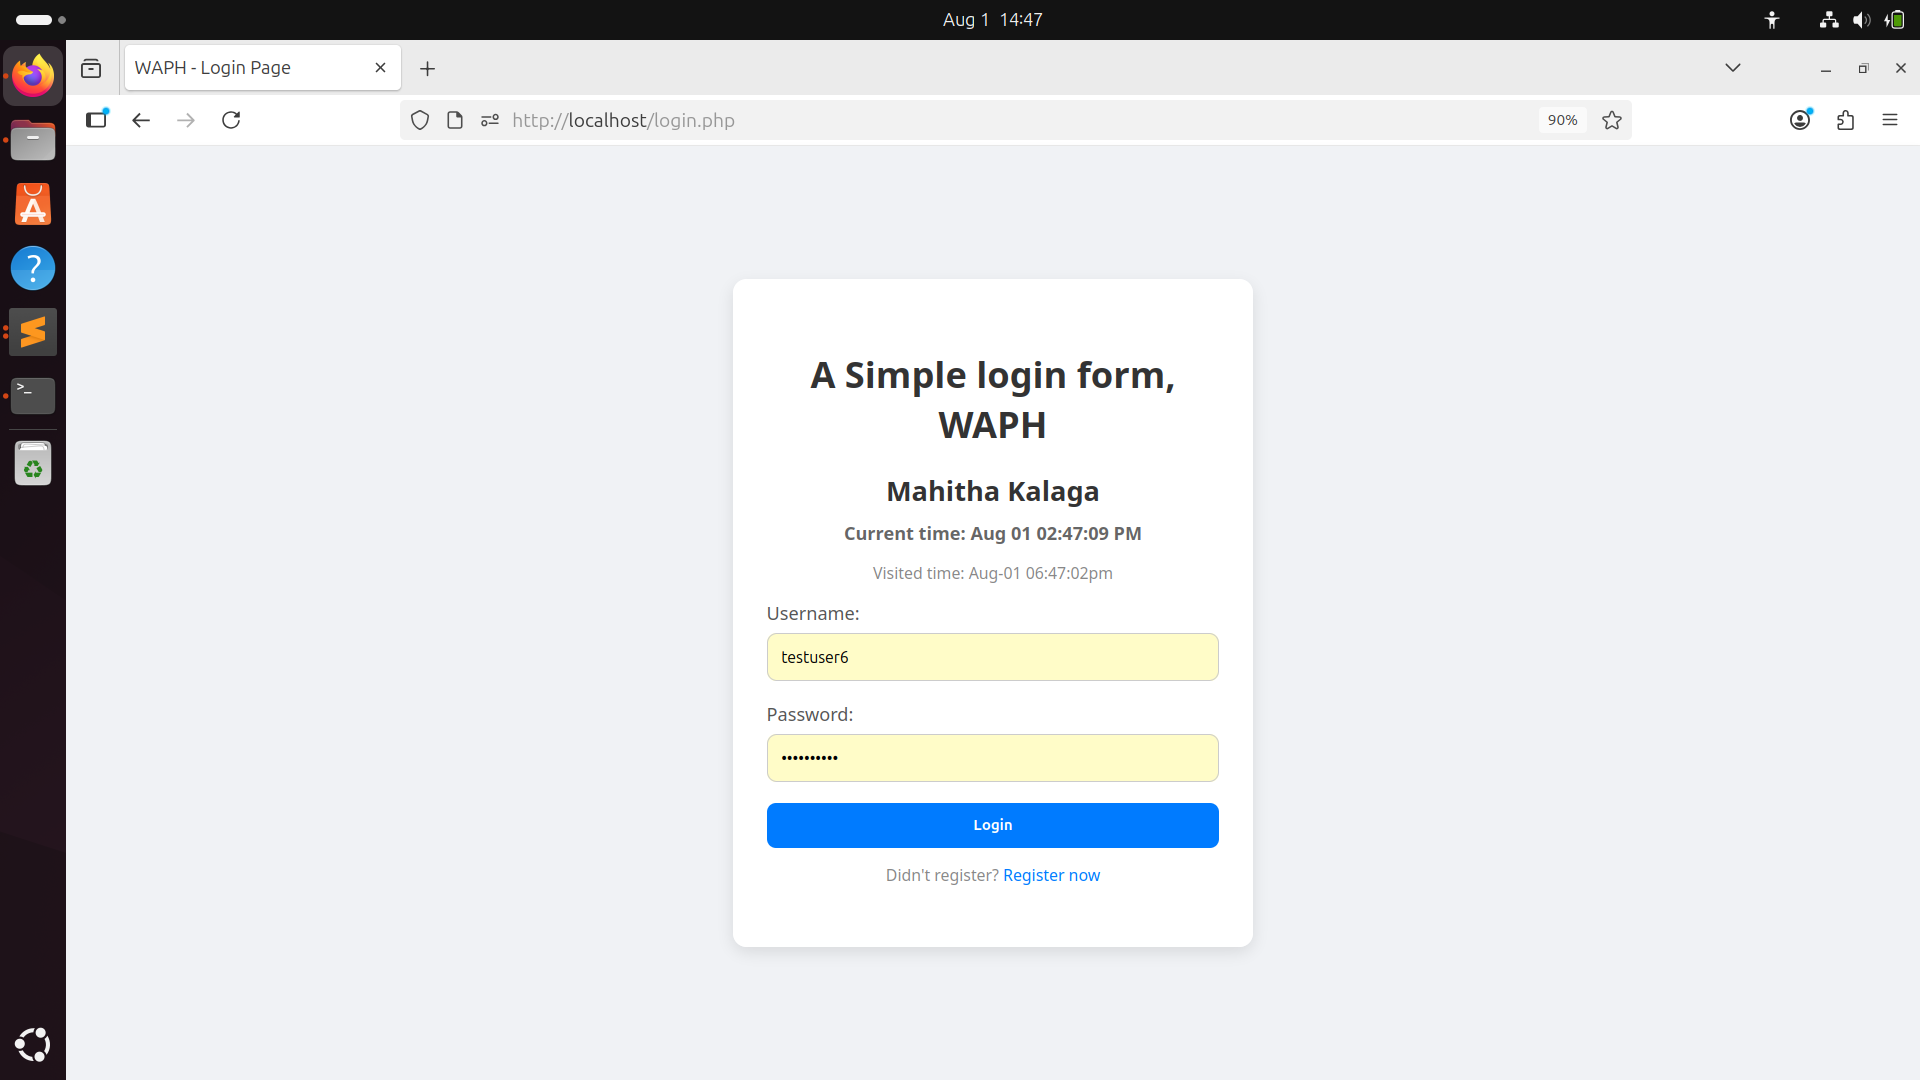 Aug 1 14:47
WAPH - Login Page
http://localhost/login.php
90%
A Simple login form,
WAPH
Mahitha Kalaga
Current time: Aug 01 02:47:09 PM
Visited time: Aug-01 06:47:02pm
Username:
testuser6
Password:
••••••••••
Login
Didn't register? Register now